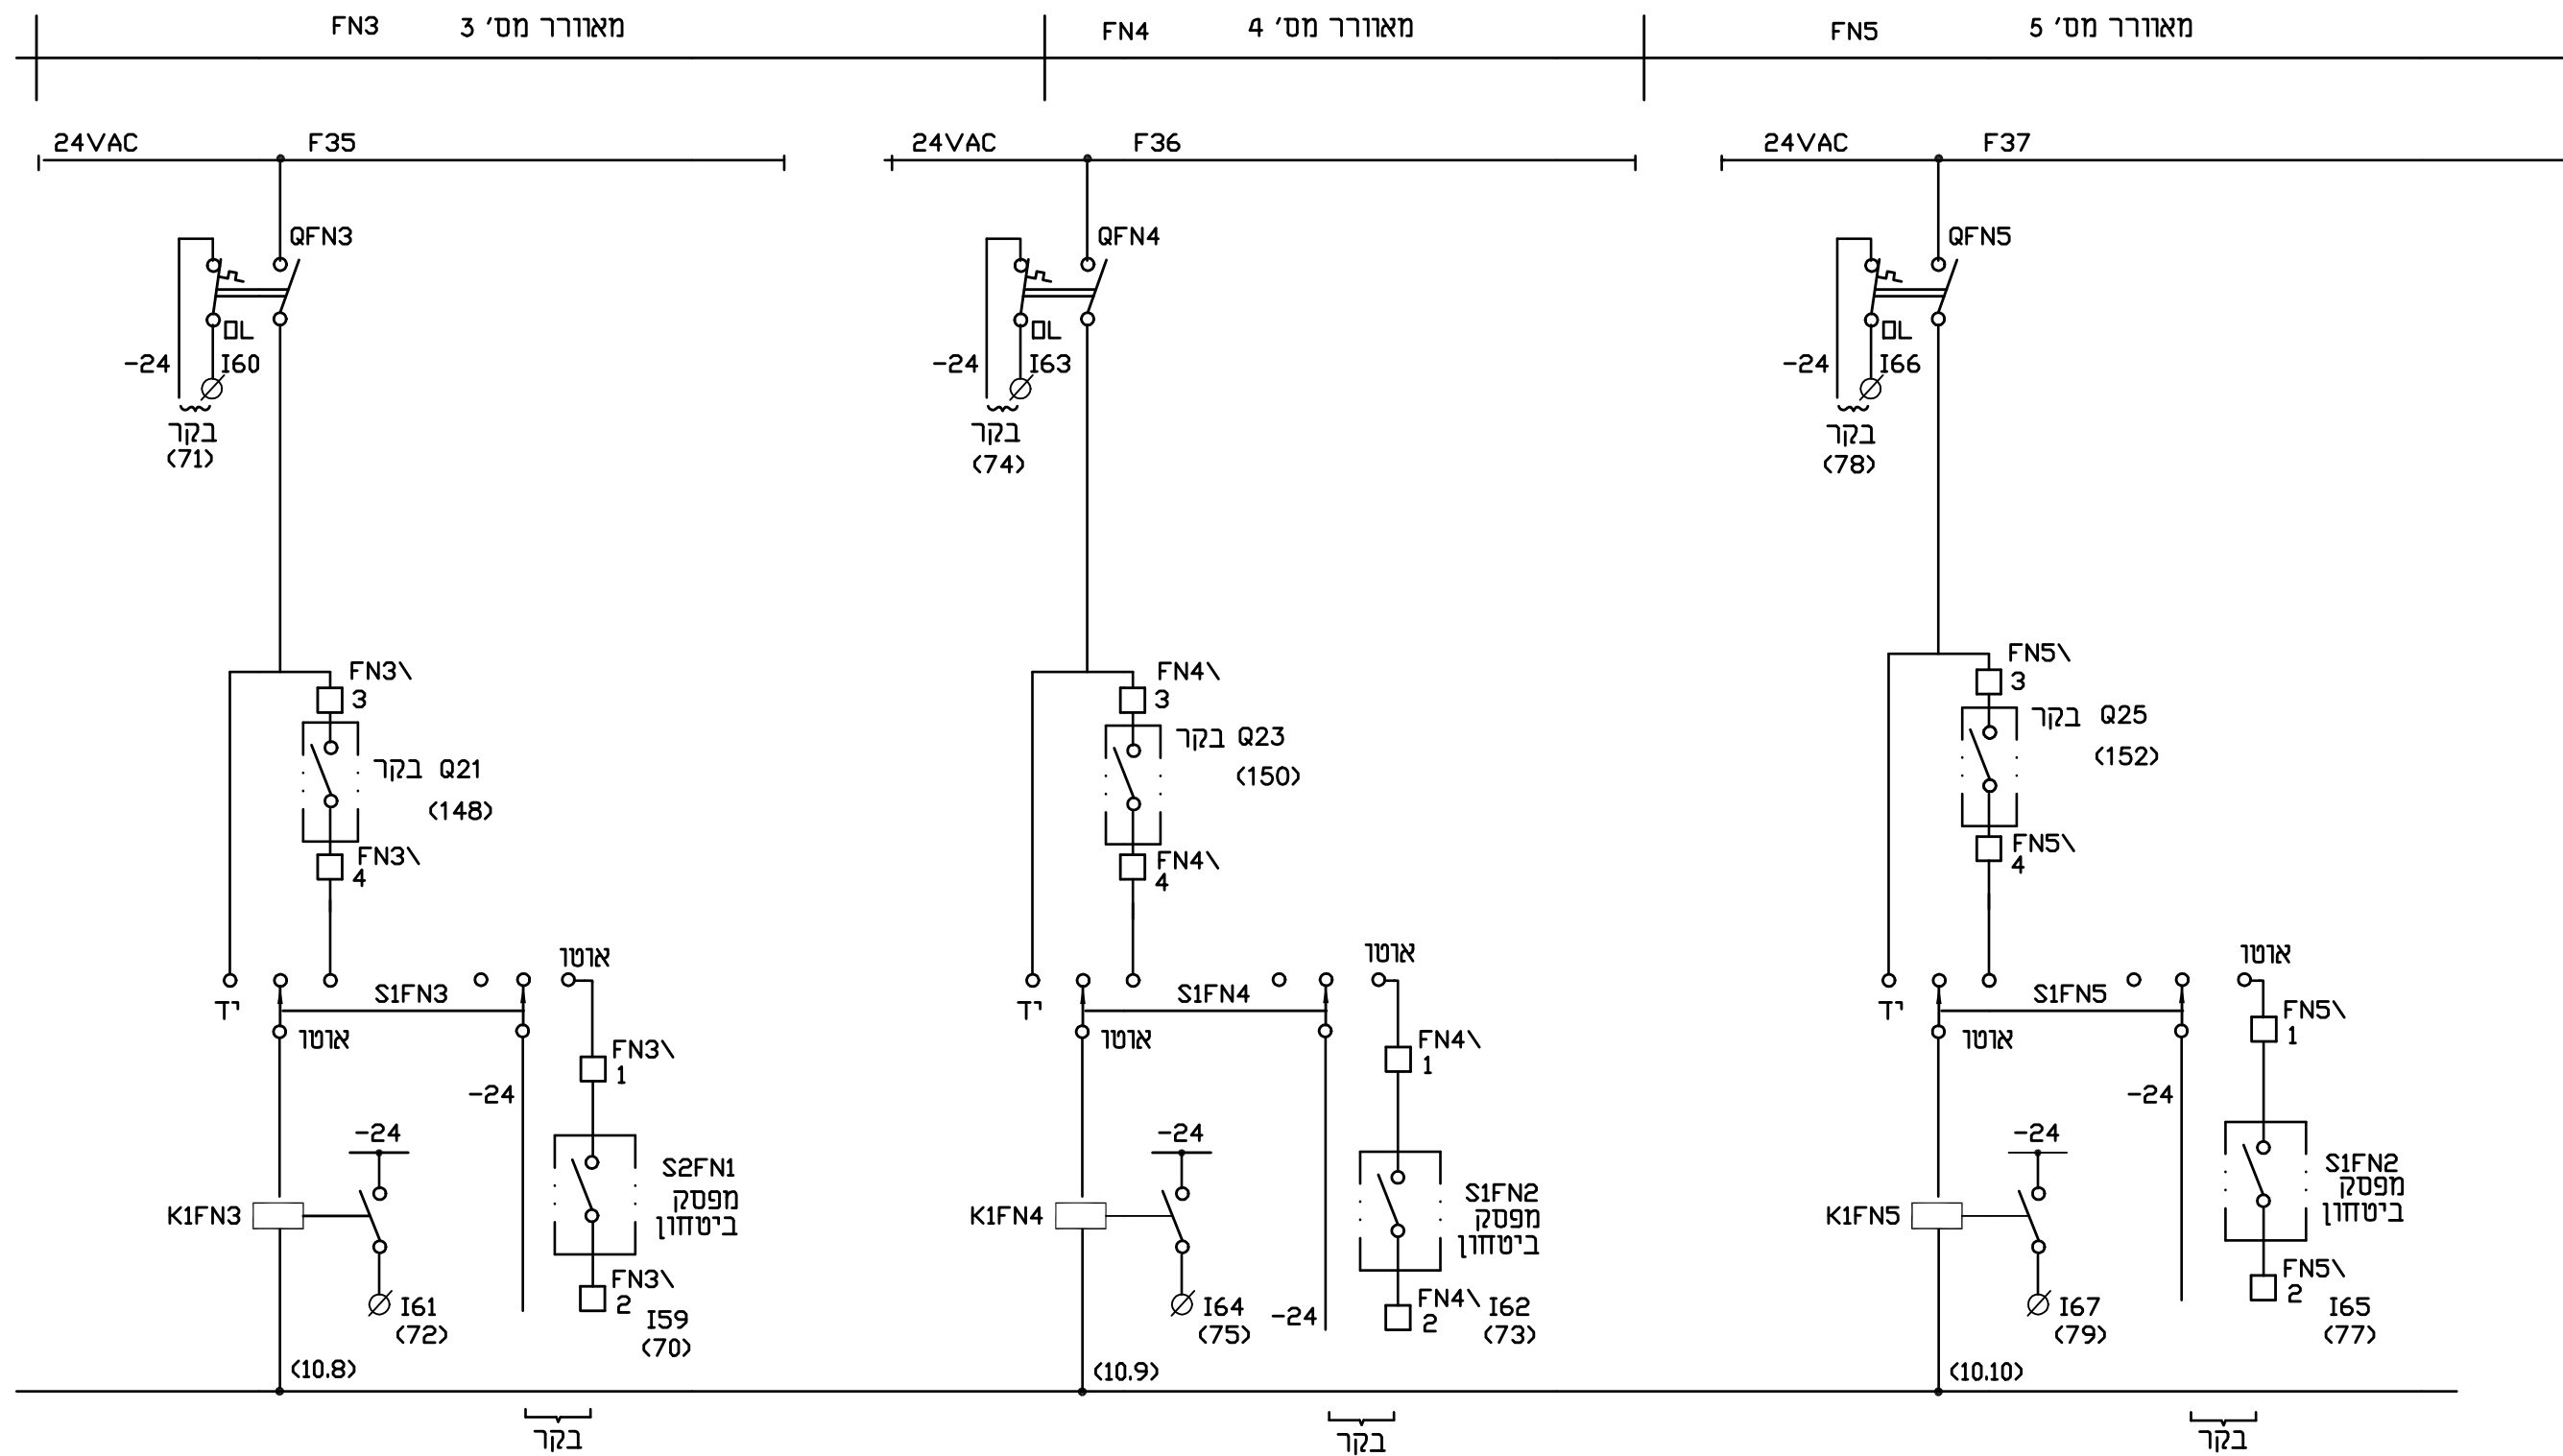 FN3 מאוורר מס' 3
FN4 מאוורר מס' 4
FN5 מאוורר מס' 5
24VAC F35
24VAC F36
24VAC F37
QFN3
OL
-24 I60
בקר
(71)
FN3\
3
בקר Q21
(148)
FN3\
4
אוטו
יד
S1FN3
אוטו
FN3\
1
-24
-24
S2FN1
מפסק
ביטחון
K1FN3
FN3\
2
I61
(72)
I59
(70)
(10.8)
בקר
QFN4
OL
-24 I63
בקר
(74)
FN4\
3
בקר Q23
(150)
FN4\
4
אוטו
יד
S1FN4
אוטו
FN4\
1
-24
S1FN2
מפסק
ביטחון
K1FN4
FN4\
2
I64
(75)
-24
I62
(73)
(10.9)
בקר
QFN5
OL
-24 I66
בקר
(78)
FN5\
3
בקר Q25
(152)
FN5\
4
אוטו
יד
S1FN5
אוטו
FN5\
1
-24
-24
S1FN2
מפסק
ביטחון
K1FN5
FN5\
2
I67
(79)
I65
(77)
(10.10)
בקר